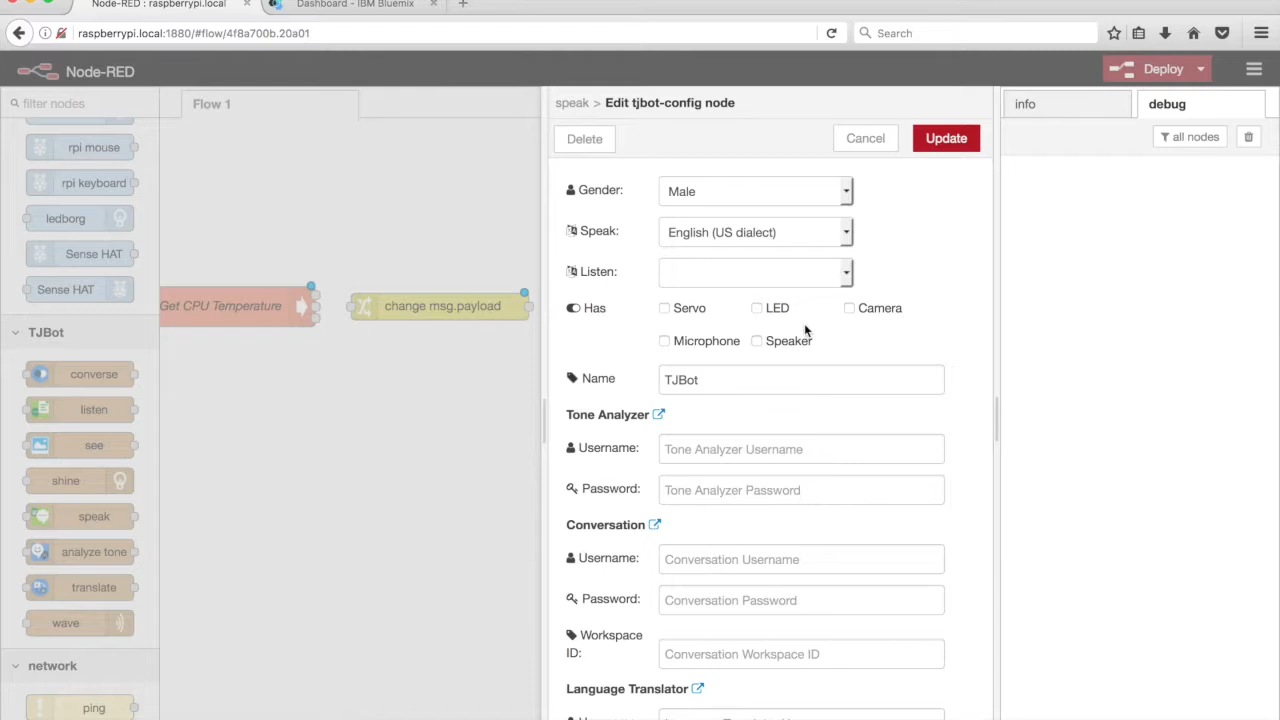 Node-RED : raspberrypi.local × Dashboard - IBM Bluemix × +
raspberrypi.local:1880/#flow/4f8a700b.20a01 Search
Node-RED Deploy
filter nodes Flow 1 speak > Edit tjbot-config node info debug
Delete Cancel Update all nodes
rpi mouse
rpi keyboard
ledborg
Sense HAT
Sense HAT
Get CPU Temperature change msg.payload
TJBot
converse
listen
see
shine
speak
analyze tone
translate
wave
network
ping
Gender: Male
Speak: English (US dialect)
Listen:
Has Servo LED Camera
Microphone Speaker
Name TJBot
Tone Analyzer
Username: Tone Analyzer Username
Password: Tone Analyzer Password
Conversation
Username: Conversation Username
Password: Conversation Password
Workspace
ID: Conversation Workspace ID
Language Translator